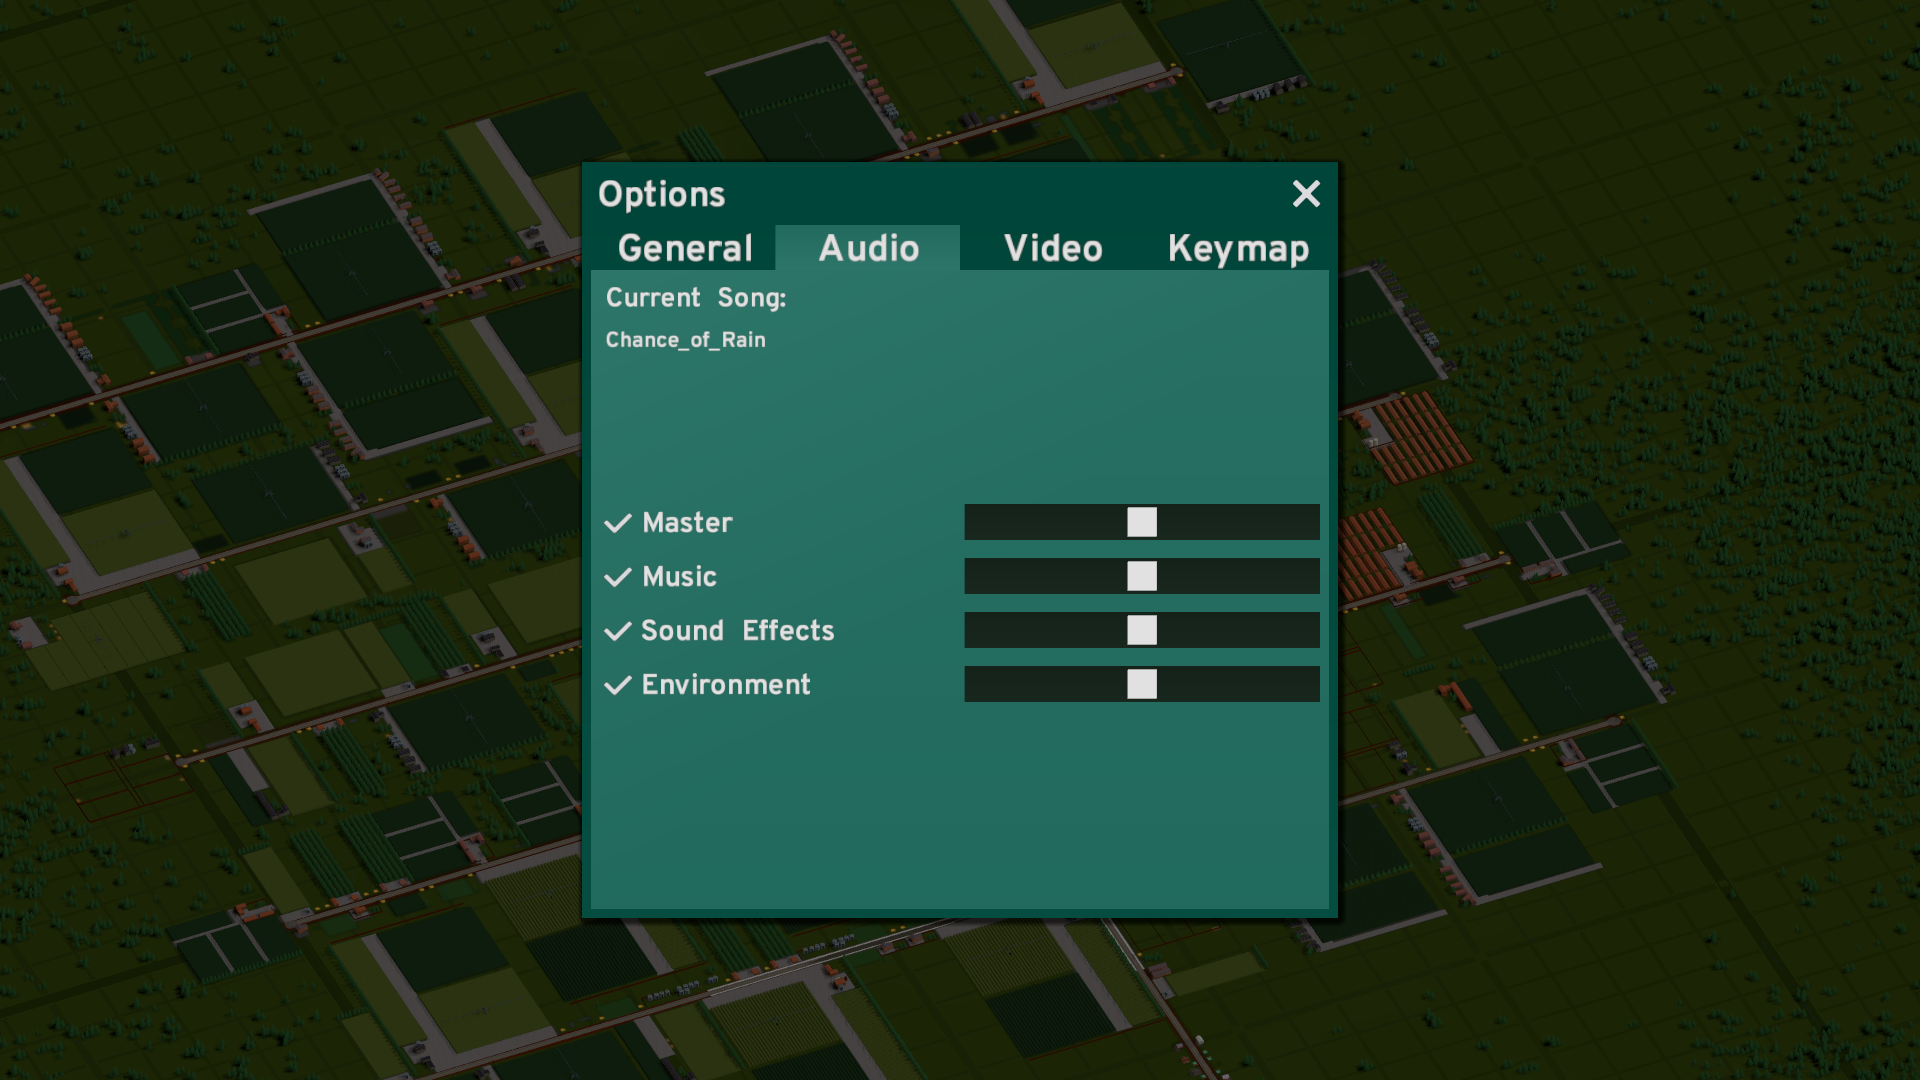 Options
General Audio Video Keymap
Current Song:
Chance_of_Rain
Master
Music
Sound Effects
Environment